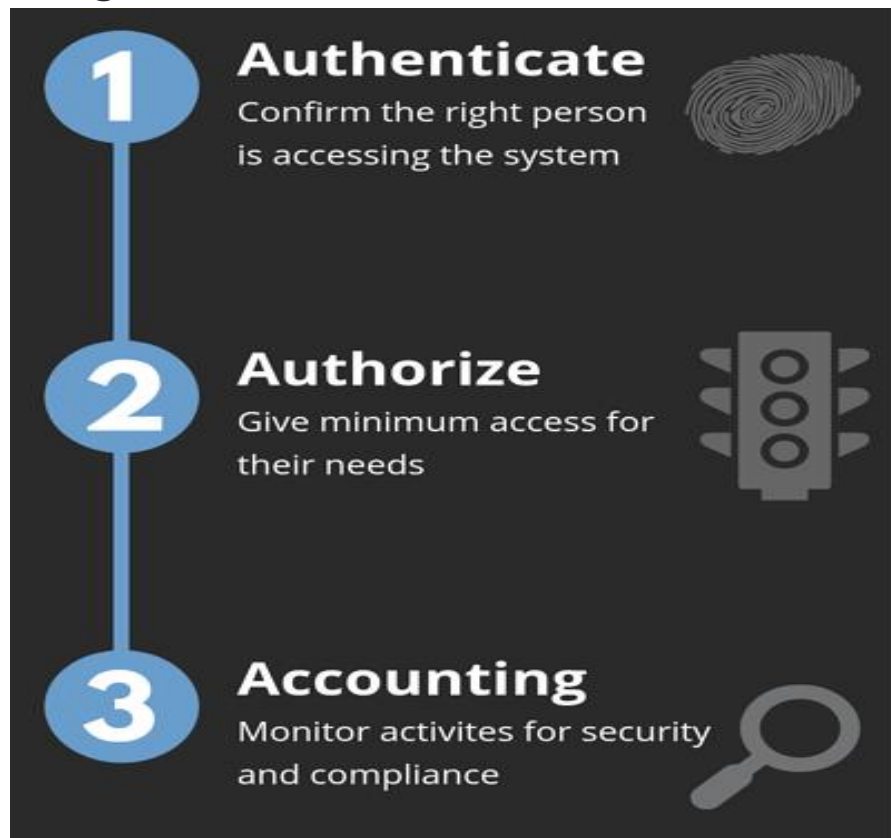 1
Authenticate
Confirm the right person
is accessing the system
2
Authorize
Give minimum access for
their needs
3
Accounting
Monitor activites for security
and compliance